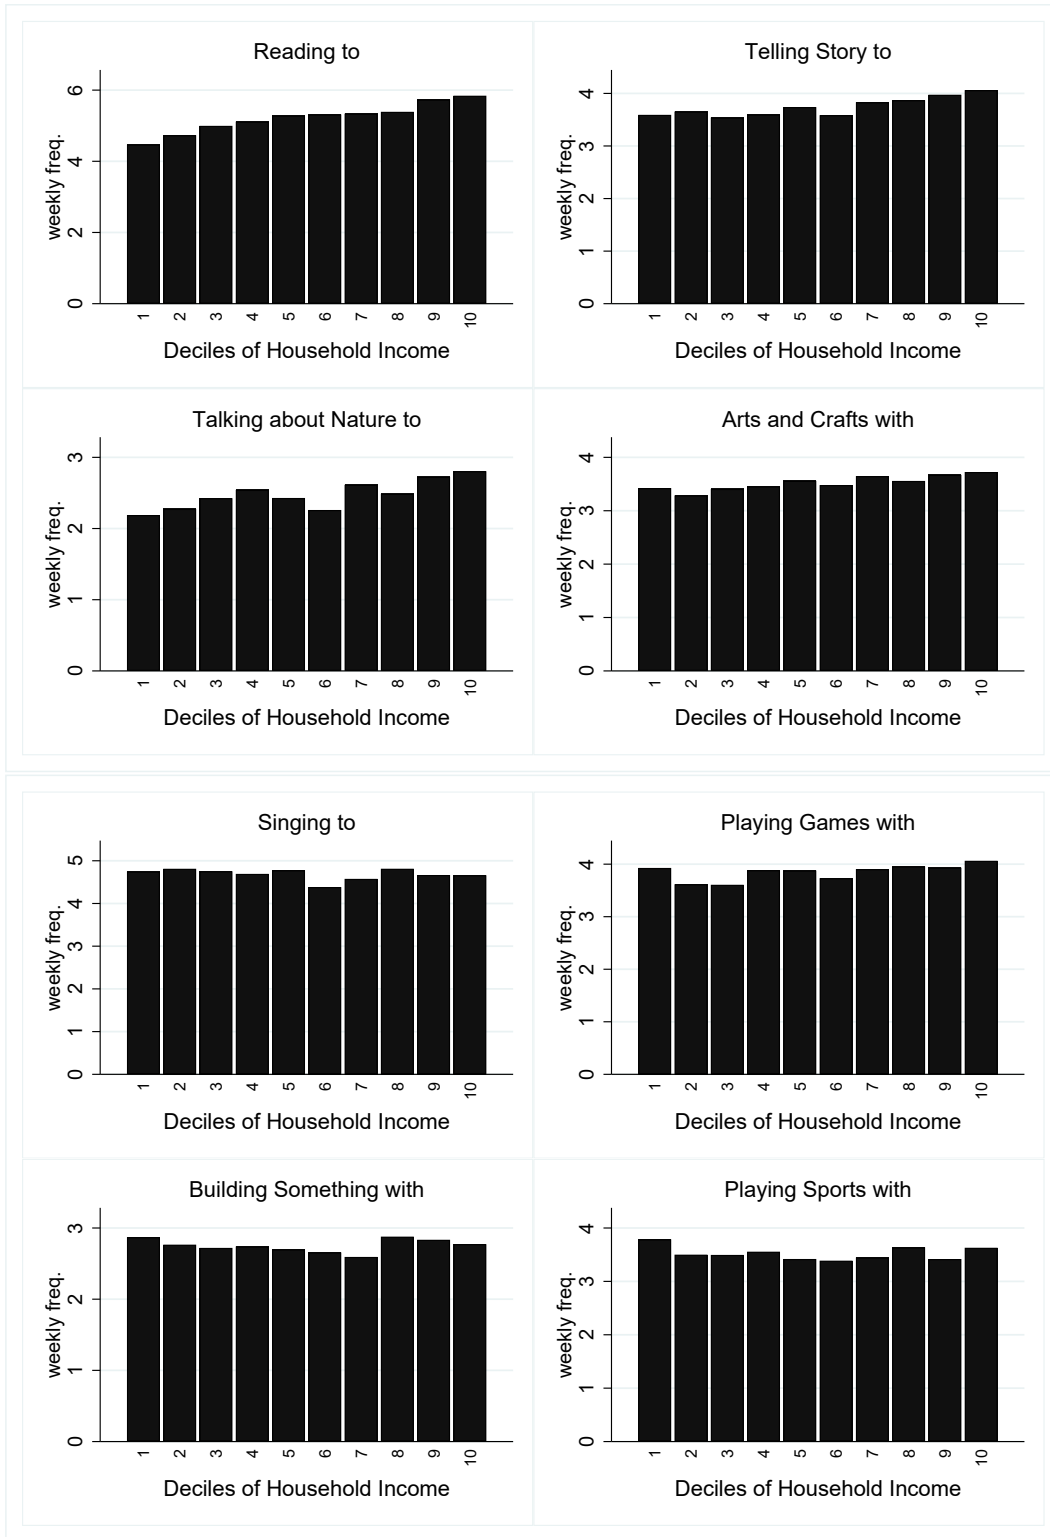 Reading to
weekly freq.
6
4
2
0
1 2 3 4 5 6 7 8 9 10
Deciles of Household Income
Telling Story to
weekly freq.
4
3
2
1
0
1 2 3 4 5 6 7 8 9 10
Deciles of Household Income
Talking about Nature to
weekly freq.
3
2
1
0
1 2 3 4 5 6 7 8 9 10
Deciles of Household Income
Arts and Crafts with
weekly freq.
4
3
2
1
0
1 2 3 4 5 6 7 8 9 10
Deciles of Household Income
Singing to
weekly freq.
5
4
3
2
1
0
1 2 3 4 5 6 7 8 9 10
Deciles of Household Income
Playing Games with
weekly freq.
4
3
2
1
0
1 2 3 4 5 6 7 8 9 10
Deciles of Household Income
Building Something with
weekly freq.
3
2
1
0
1 2 3 4 5 6 7 8 9 10
Deciles of Household Income
Playing Sports with
weekly freq.
4
3
2
1
0
1 2 3 4 5 6 7 8 9 10
Deciles of Household Income